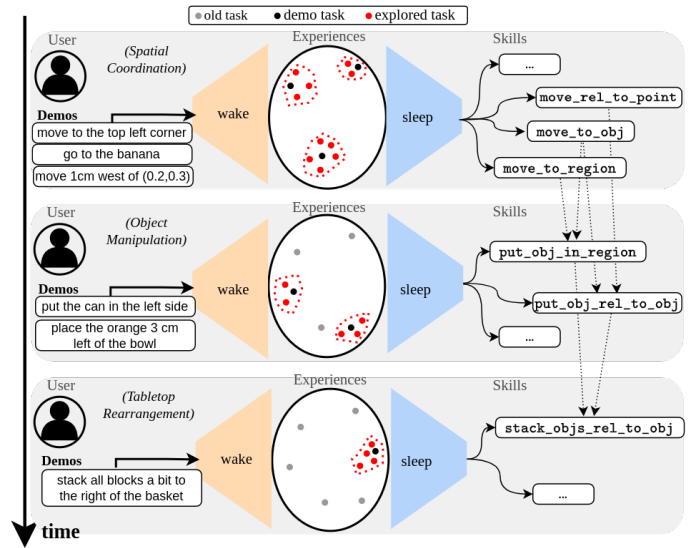 old task
demo task
explored task
User
(Spatial
Coordination)
Experiences
Skills
Demos
move to the top left corner
go to the banana
move 1cm west of (0.2,0.3)
wake
sleep
...
move_rel_to_point
move_to_obj
move_to_region
User
(Object
Manipulation)
Experiences
Skills
Demos
put the can in the left side
place the orange 3 cm
left of the bowl
wake
sleep
put_obj_in_region
put_obj_rel_to_obj
...
User
(Tabletop
Rearrangement)
Experiences
Skills
Demos
stack all blocks a bit to
the right of the basket
wake
sleep
stack_objs_rel_to_obj
...
time